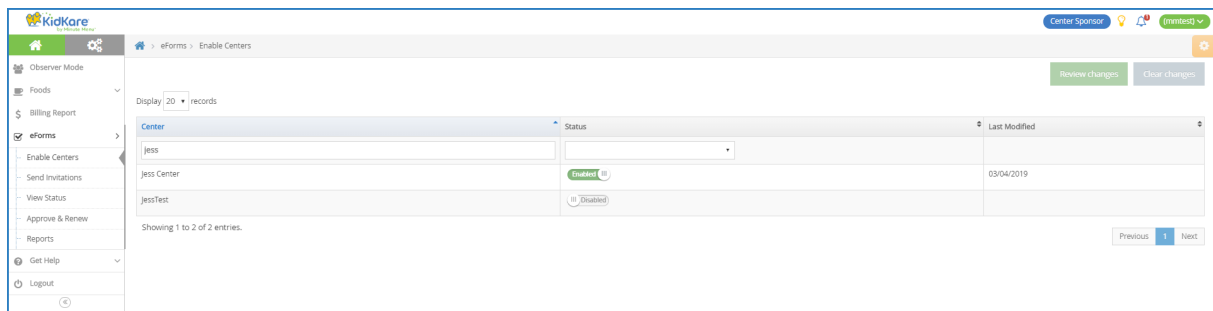 KidKare
by Minute Menu
Center Sponsor
(mmtest)
eForms > Enable Centers
Observer Mode
Foods
$ Billing Report
eForms
Enable Centers
Send Invitations
View Status
Approve & Renew
Reports
Get Help
Logout
Review changes
Clear changes
Display 20 records
Center Status Last Modified
jess
Jess Center Enabled 03/04/2019
JessTest Disabled
Showing 1 to 2 of 2 entries.
Previous 1 Next